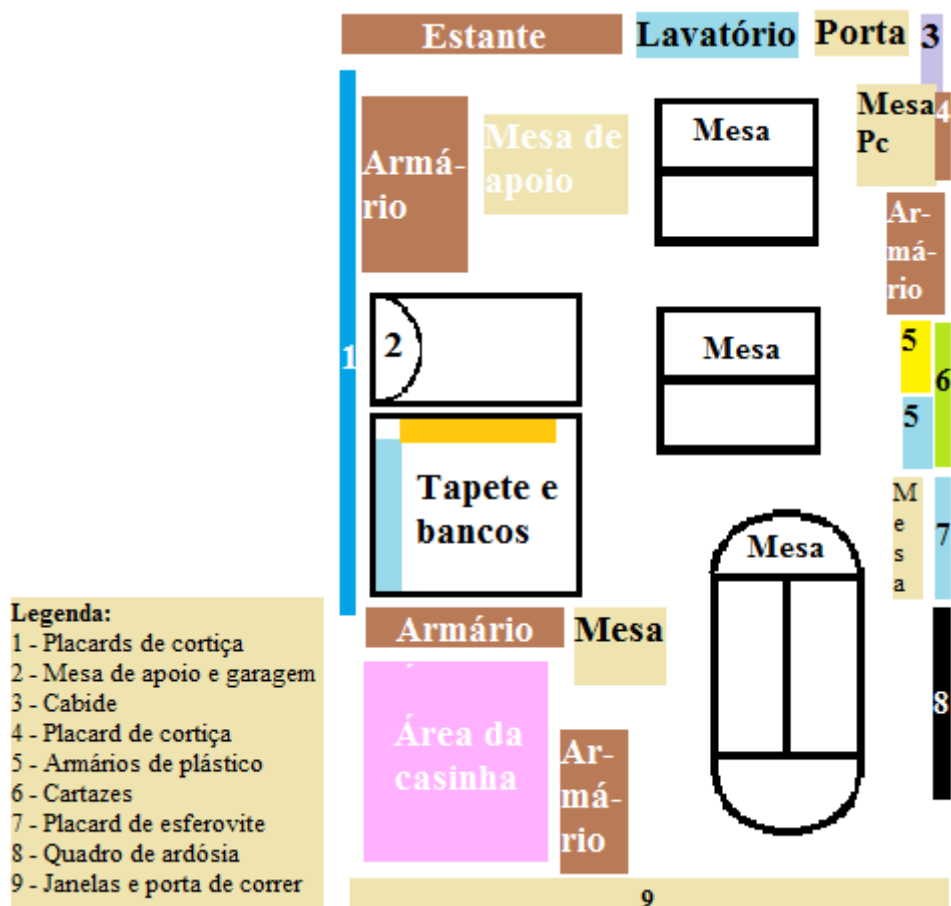 Estante
Lavatório
Porta
3
Armá-
rio
Mesa de
apoio
Mesa
Mesa
Pc
4
Ar-
má-
rio
1
2
Mesa
5
6
5
Tapete e
bancos
M
e
s
a
7
Mesa
Armário
Mesa
8
Área da
casinha
Ar-
má-
rio
9
Legenda:
1 - Placards de cortiça
2 - Mesa de apoio e garagem
3 - Cabide
4 - Placard de cortiça
5 - Armários de plástico
6 - Cartazes
7 - Placard de esferovite
8 - Quadro de ardósia
9 - Janelas e porta de correr